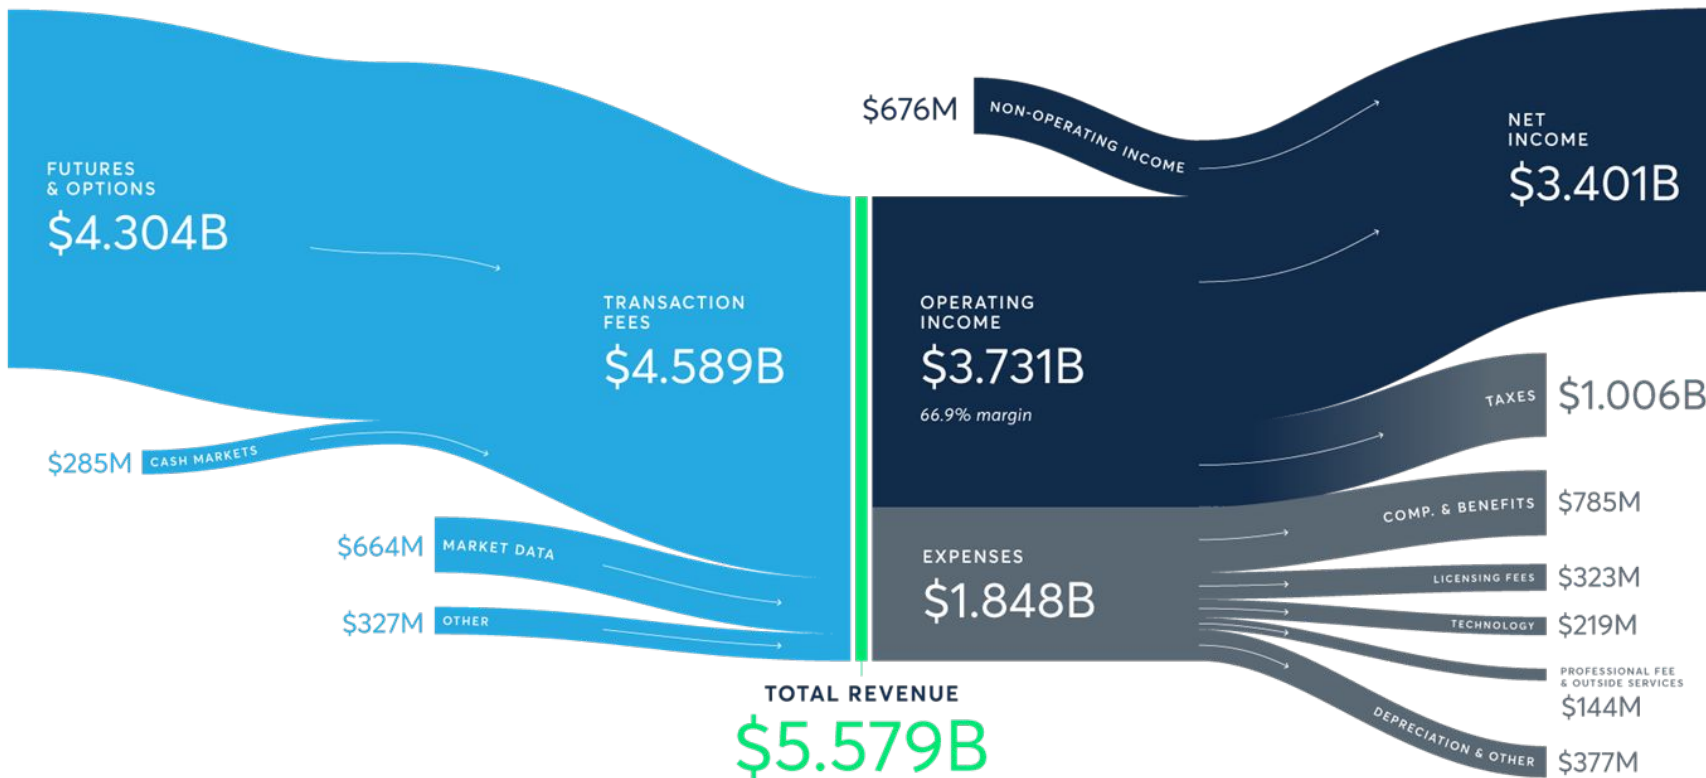 FUTURES
& OPTIONS
$4.304B
$285M
CASH MARKETS
TRANSACTION
FEES
$4.589B
$664M
MARKET DATA
$327M
OTHER
TOTAL REVENUE
$5.579B
$676M
NON-OPERATING INCOME
OPERATING
INCOME
$3.731B
66.9% margin
EXPENSES
$1.848B
NET
INCOME
$3.401B
TAXES
$1.006B
COMP. & BENEFITS
$785M
LICENSING FEES
$323M
TECHNOLOGY
$219M
PROFESSIONAL FEE
& OUTSIDE SERVICES
$144M
DEPRECIATION & OTHER
$377M